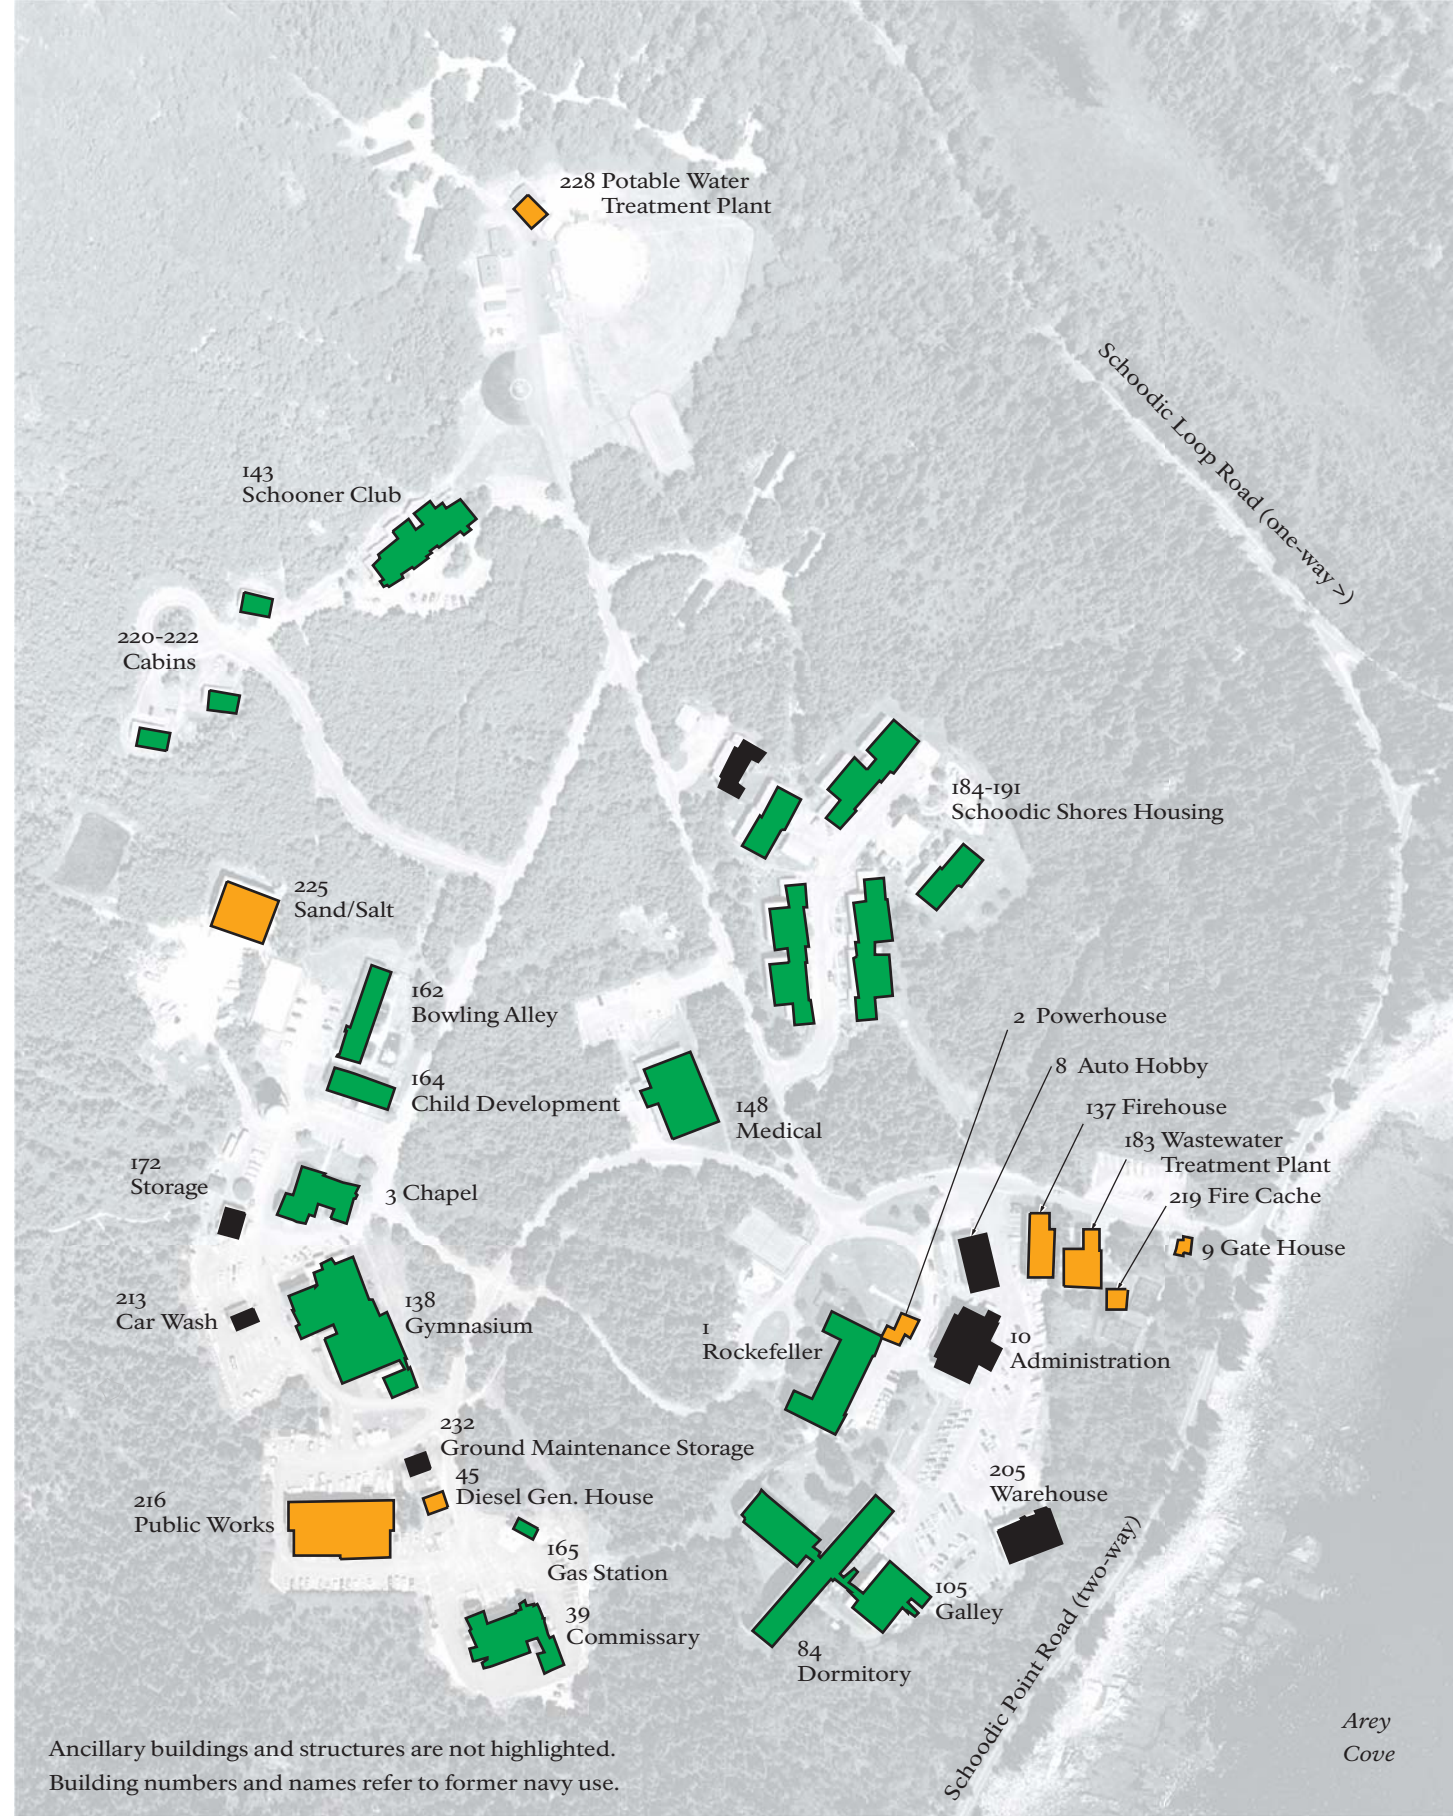 228 Potable Water
Treatment Plant
Schoodic Loop Road (one-way >)
143
Schooner Club
220-222
Cabins
184-191
Schoodic Shores Housing
225
Sand/Salt
162
Bowling Alley
2 Powerhouse
8 Auto Hobby
164
Child Development
148
Medical
137 Firehouse
183 Wastewater
Treatment Plant
172
Storage
3 Chapel
219 Fire Cache
9 Gate House
213
Car Wash
138
Gymnasium
1
Rockefeller
10
Administration
232
Ground Maintenance Storage
45
Diesel Gen. House
205
Warehouse
216
Public Works
165
Gas Station
105
Galley
39
Commissary
84
Dormitory
Schoodic Point Road (two-way)
Arey
Cove
Ancillary buildings and structures are not highlighted.
Building numbers and names refer to former navy use.